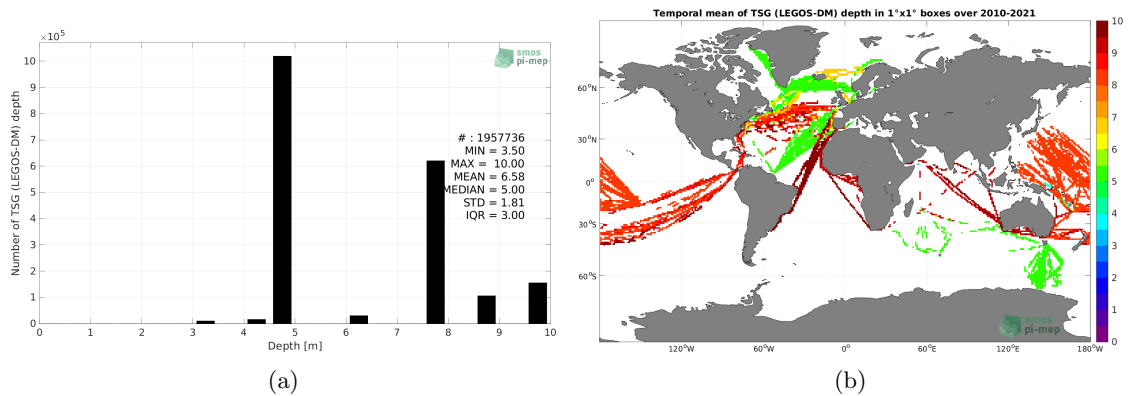 ×10⁵
smos
pi-mep
10
9
8
7
6
5
4
3
2
1
0
Number of TSG (LEGOS-DM) depth
# : 1957736
MIN = 3.50
MAX = 10.00
MEAN = 6.58
MEDIAN = 5.00
STD = 1.81
IQR = 3.00
0 1 2 3 4 5 6 7 8 9 10
Depth [m]
(a)
Temporal mean of TSG (LEGOS-DM) depth in 1°x1° boxes over 2010-2021
60°N
30°N
0°
30°S
60°S
120°W 60°W 0° 60°E 120°E 180°W
smos
pi-mep
10
9
8
7
6
5
4
3
2
1
0
(b)